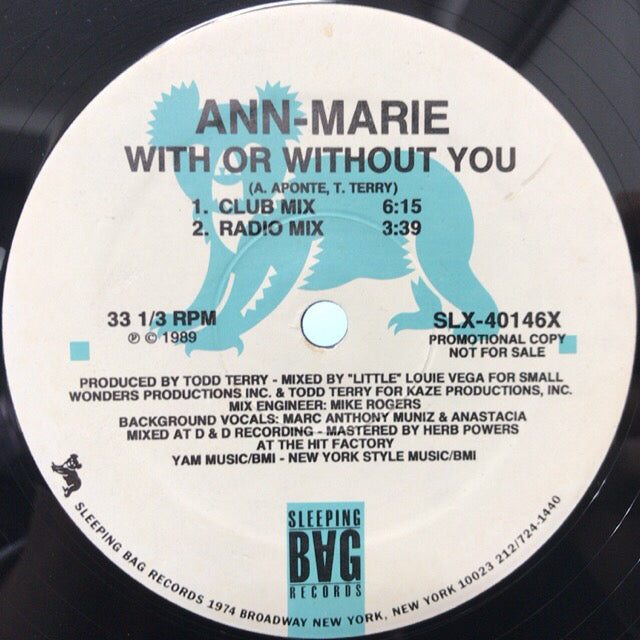 ANN-MARIE
WITH OR WITHOUT YOU
(A. APONTE, T. TERRY)
1. CLUB MIX 6:15
2. RADIO MIX 3:39
33 1/3 RPM
℗ © 1989
SLX-40146X
PROMOTIONAL COPY
NOT FOR SALE
PRODUCED BY TODD TERRY - MIXED BY "LITTLE" LOUIE VEGA FOR SMALL
WONDERS PRODUCTIONS INC. & TODD TERRY FOR KAZE PRODUCTIONS, INC.
MIX ENGINEER: MIKE ROGERS
BACKGROUND VOCALS: MARC ANTHONY MUNIZ & ANASTACIA
MIXED AT D & D RECORDING - MASTERED BY HERB POWERS
AT THE HIT FACTORY
YAM MUSIC/BMI - NEW YORK STYLE MUSIC/BMI
SLEEPING
BAG
RECORDS
SLEEPING BAG RECORDS 1974 BROADWAY NEW YORK, NEW YORK 10023 212/724-1440